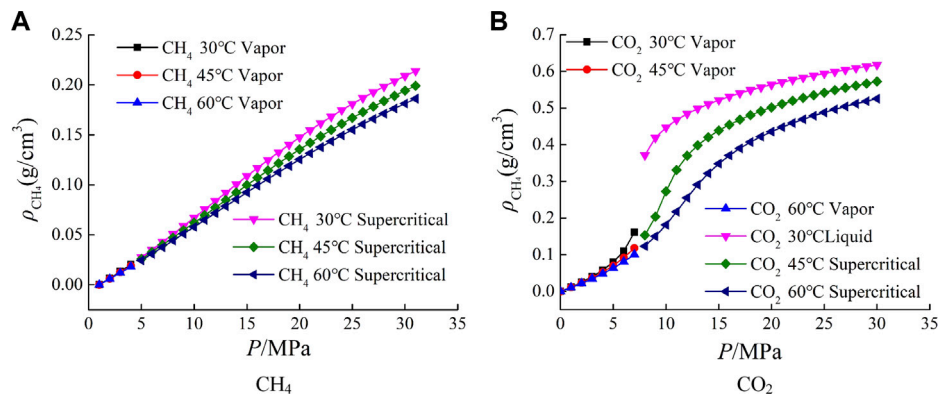 A
CH₄ 30°C Vapor
CH₄ 45°C Vapor
CH₄ 60°C Vapor
CH₄ 30°C Supercritical
CH₄ 45°C Supercritical
CH₄ 60°C Supercritical
ρCH₄(g/cm³)
0.25
0.20
0.15
0.10
0.05
0.00
0 5 10 15 20 25 30 35
P/MPa
CH₄
B
CO₂ 30°C Vapor
CO₂ 45°C Vapor
CO₂ 60°C Vapor
CO₂ 30°CLiquid
CO₂ 45°C Supercritical
CO₂ 60°C Supercritical
ρCH₄(g/cm³)
0.7
0.6
0.5
0.4
0.3
0.2
0.1
0.0
0 5 10 15 20 25 30 35
P/MPa
CO₂